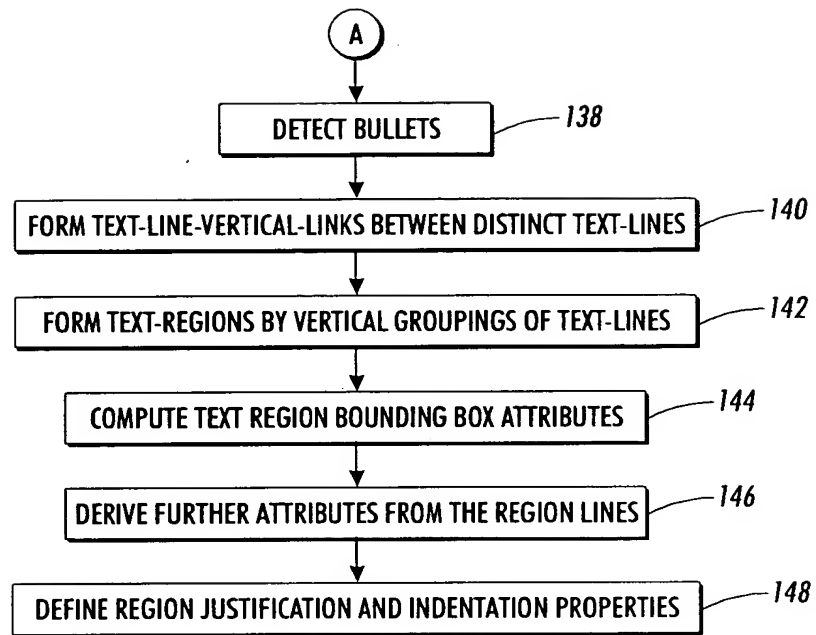 A
DETECT BULLETS
138
FORM TEXT-LINE-VERTICAL-LINKS BETWEEN DISTINCT TEXT-LINES
140
FORM TEXT-REGIONS BY VERTICAL GROUPINGS OF TEXT-LINES
142
COMPUTE TEXT REGION BOUNDING BOX ATTRIBUTES
144
DERIVE FURTHER ATTRIBUTES FROM THE REGION LINES
146
DEFINE REGION JUSTIFICATION AND INDENTATION PROPERTIES
148